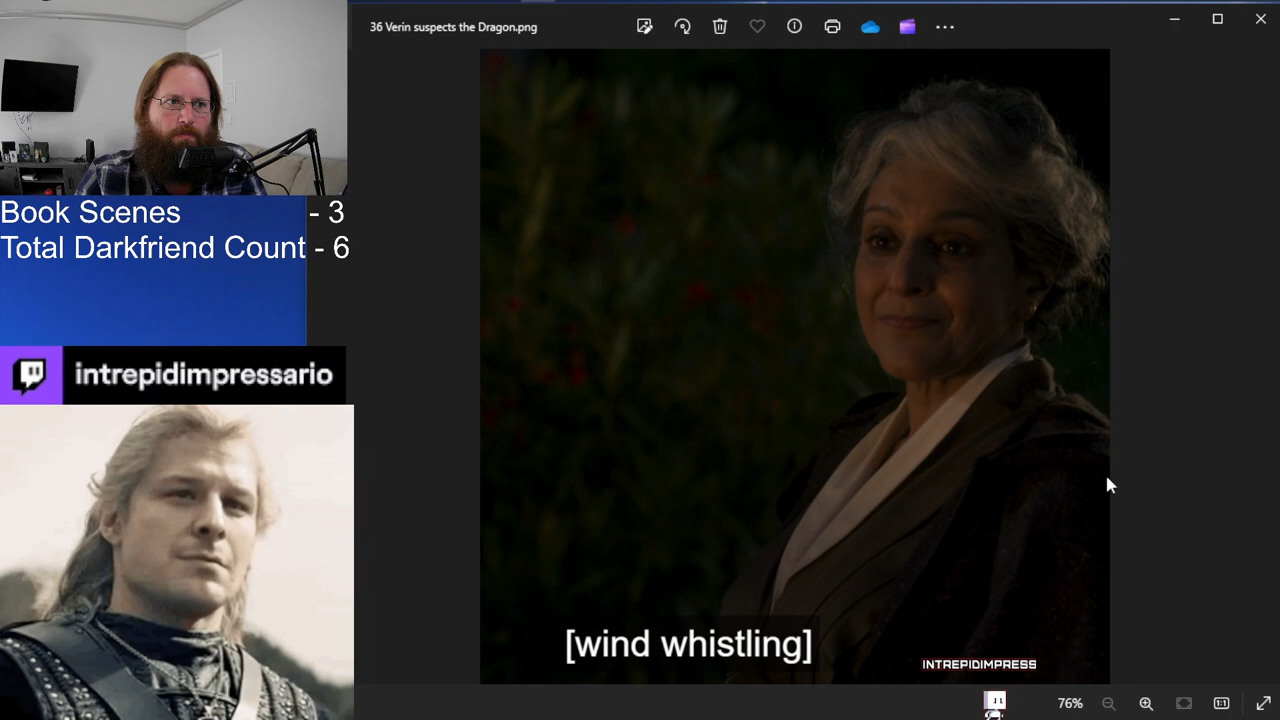 36 Verin suspects the Dragon.png
Book Scenes - 3
Total Darkfriend Count - 6
intrepidimpressario
[wind whistling]
INTREPIDIMPRESS
76%